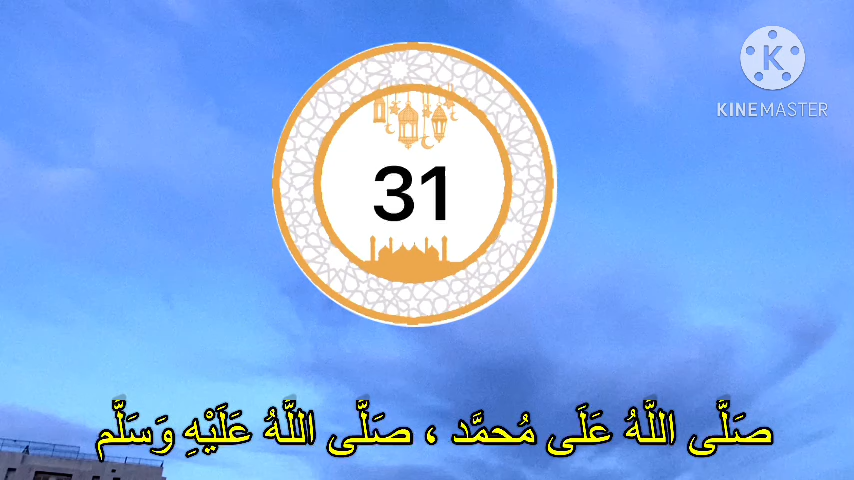 K
KINEMASTER
31
صَلَّى اللَّهُ عَلَى مُحمَّد ، صَلَّى اللَّهُ عَلَيْهِ وَسَلَّم